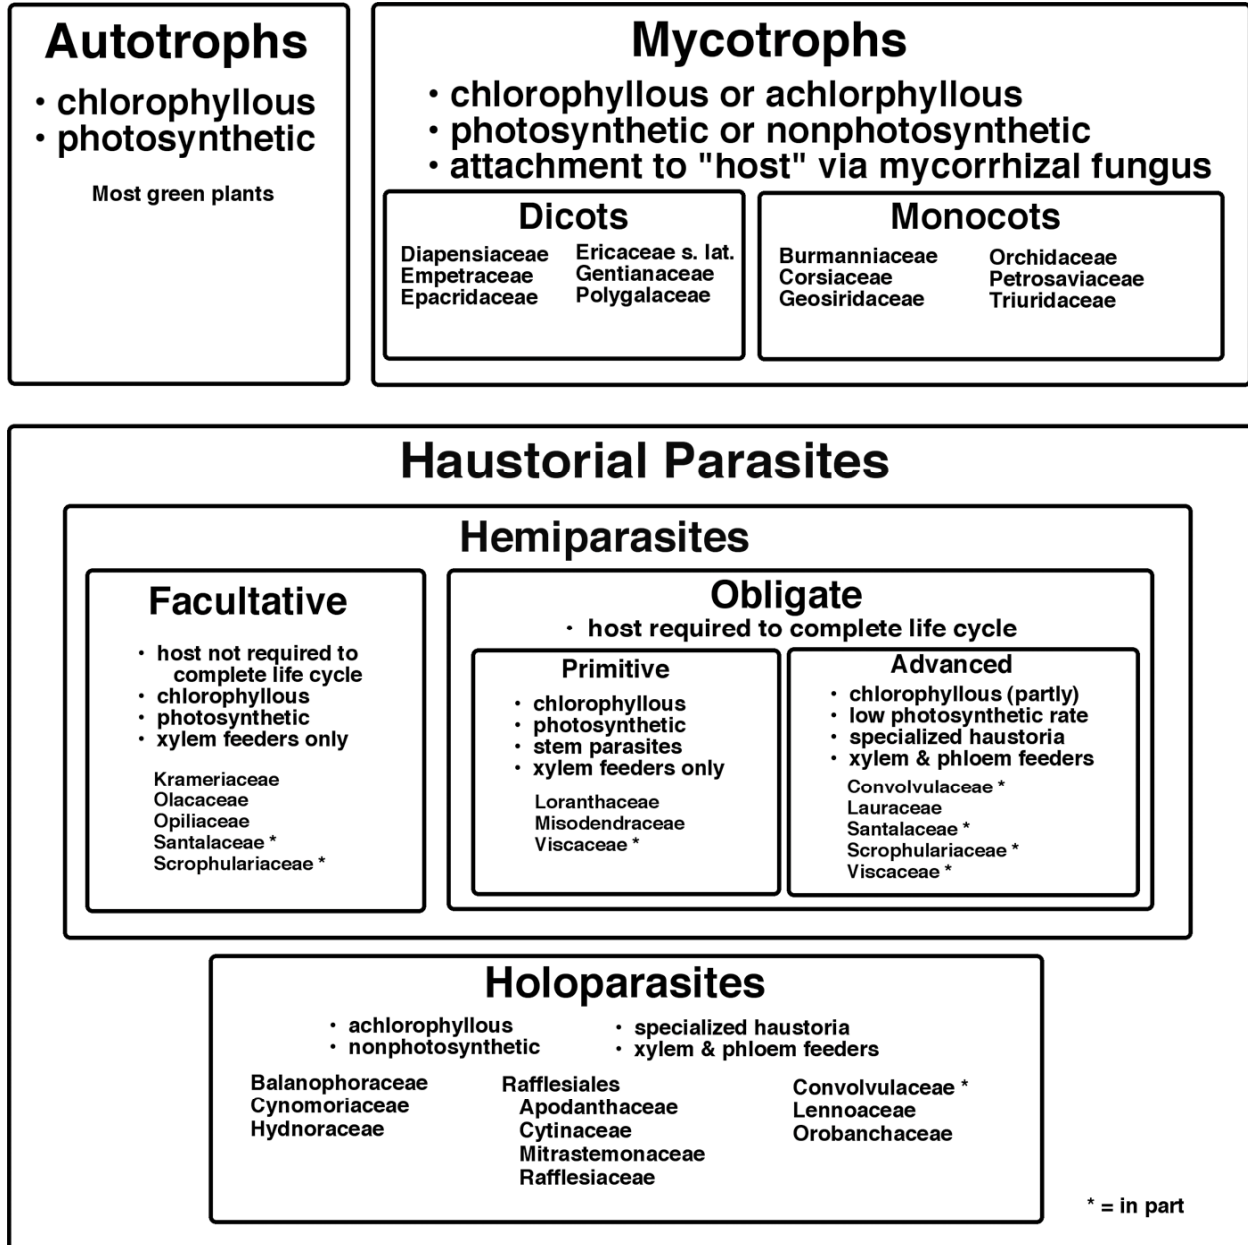 Autotrophs
• chlorophyllous
• photosynthetic
Most green plants
Mycotrophs
• chlorophyllous or achlorphyllous
• photosynthetic or nonphotosynthetic
• attachment to "host" via mycorrhizal fungus
Dicots
Diapensiaceae
Empetraceae
Epacridaceae
Ericaceae s. lat.
Gentianaceae
Polygalaceae
Monocots
Burmanniaceae
Corsiaceae
Geosiridaceae
Orchidaceae
Petrosaviaceae
Triuridaceae
Haustorial Parasites
Hemiparasites
Facultative
• host not required to
complete life cycle
• chlorophyllous
• photosynthetic
• xylem feeders only
Krameriaceae
Olacaceae
Opiliaceae
Santalaceae *
Scrophulariaceae *
Obligate
• host required to complete life cycle
Primitive
• chlorophyllous
• photosynthetic
• stem parasites
• xylem feeders only
Loranthaceae
Misodendraceae
Viscaceae *
Advanced
• chlorophyllous (partly)
• low photosynthetic rate
• specialized haustoria
• xylem & phloem feeders
Convolvulaceae *
Lauraceae
Santalaceae *
Scrophulariaceae *
Viscaceae *
Holoparasites
• achlorophyllous
• nonphotosynthetic
• specialized haustoria
• xylem & phloem feeders
Balanophoraceae
Cynomoriaceae
Hydnoraceae
Rafflesiales
Apodanthaceae
Cytinaceae
Mitrastemonaceae
Rafflesiaceae
Convolvulaceae *
Lennoaceae
Orobanchaceae
* = in part